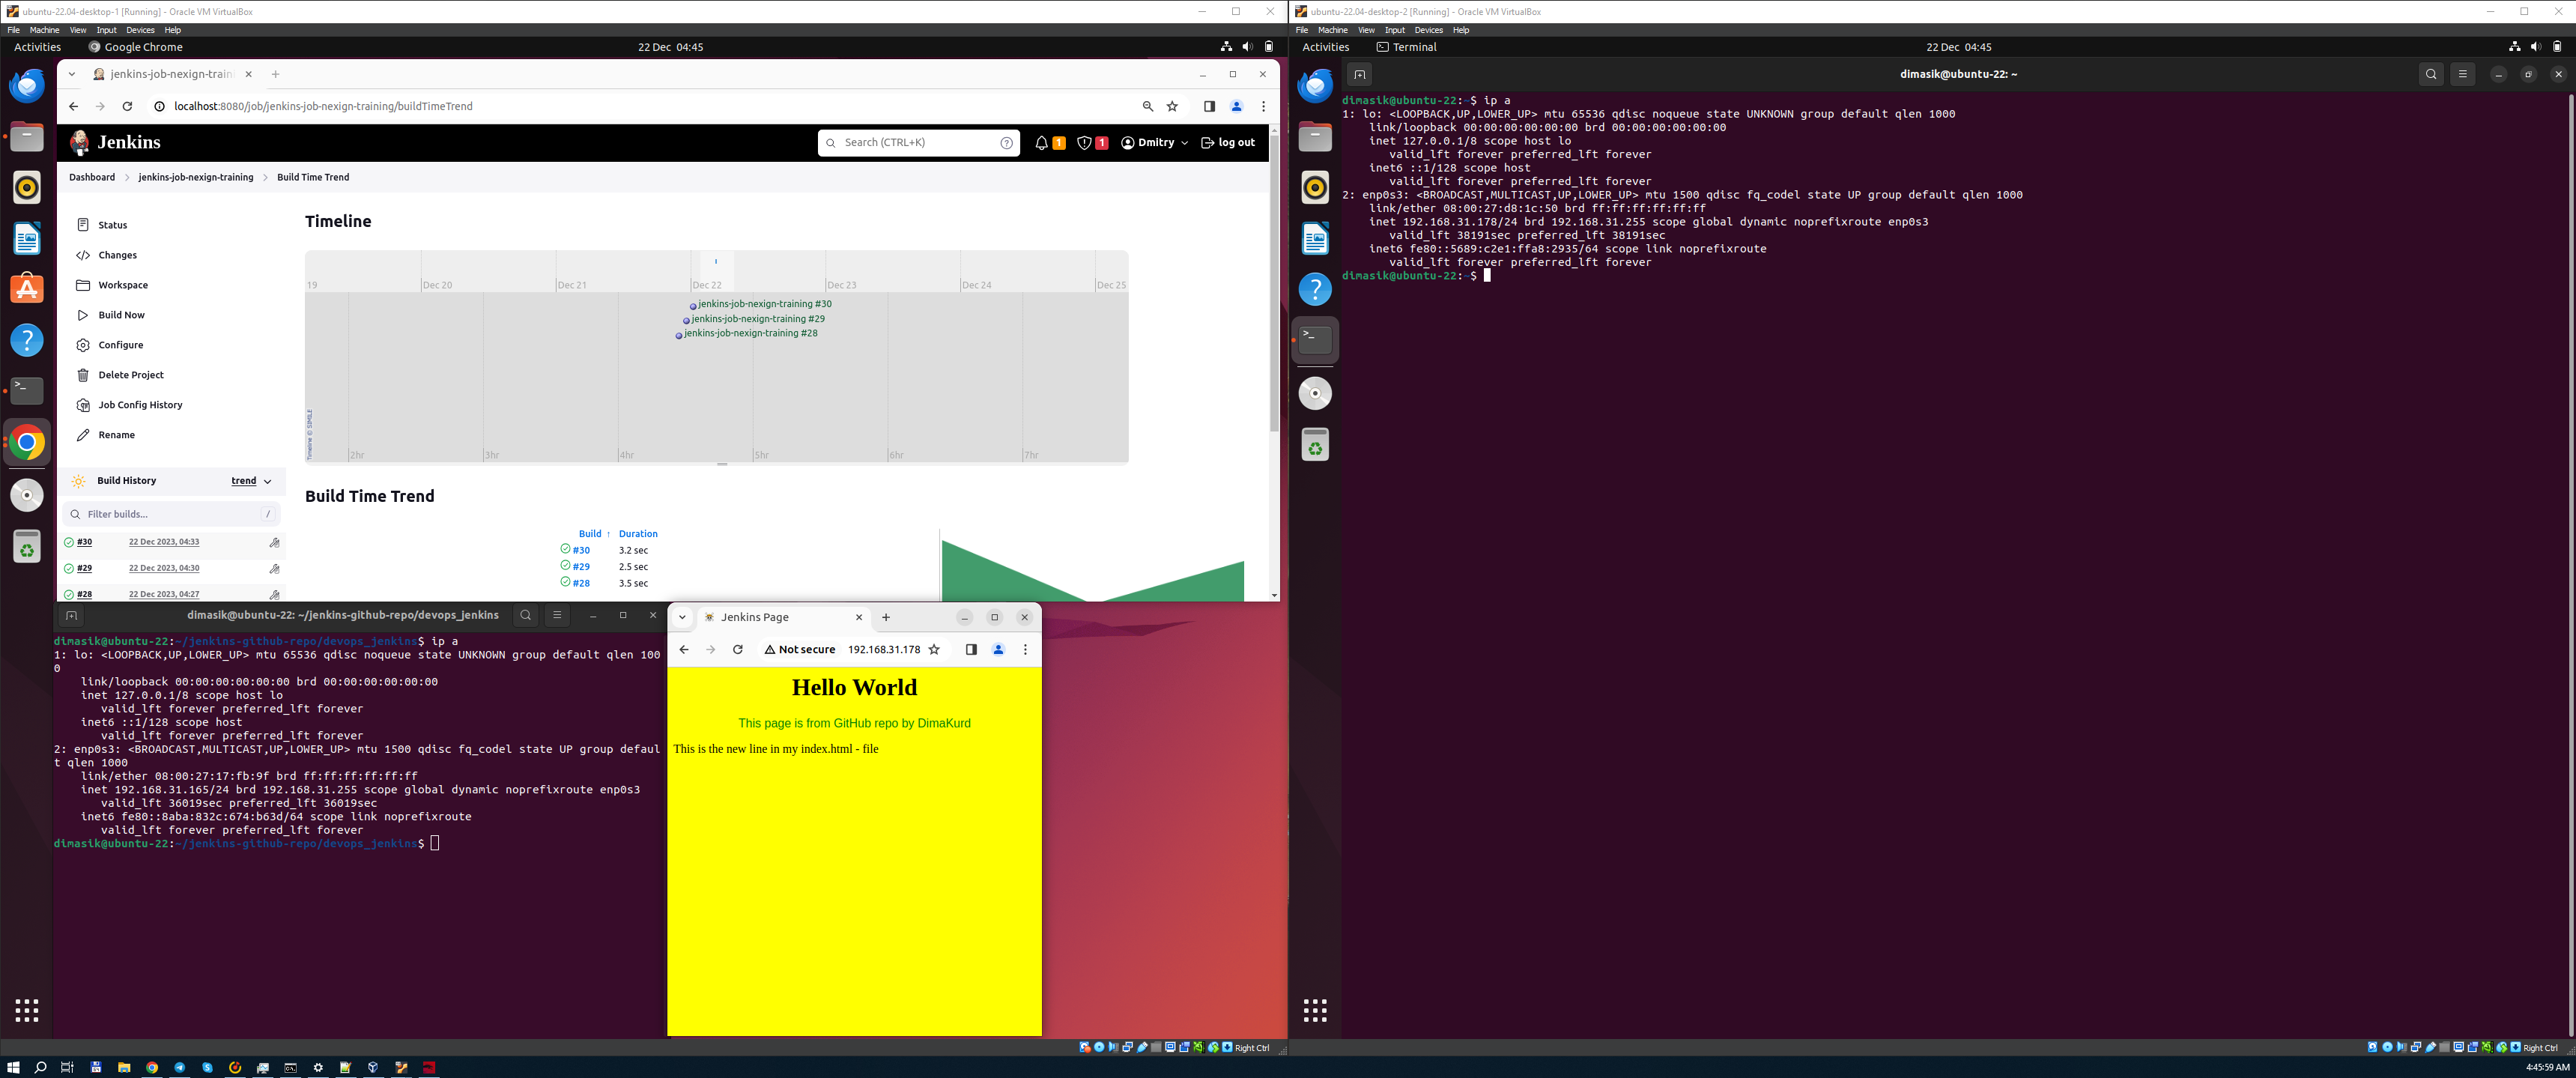 ubuntu-22.04-desktop-1 [Running] - Oracle VM VirtualBox
File Machine View Input Devices Help
Activities Google Chrome 22 Dec 04:45
jenkins-job-nexign-train
localhost:8080/job/jenkins-job-nexign-training/buildTimeTrend
Jenkins Search (CTRL+K) 1 1 Dmitry log out
Dashboard > jenkins-job-nexign-training > Build Time Trend
Status
Changes
Workspace
Build Now
Configure
Delete Project
Job Config History
Rename
Build History trend
Filter builds... /
#30 22 Dec 2023, 04:33
#29 22 Dec 2023, 04:30
#28 22 Dec 2023, 04:27
Timeline
19 Dec 20 Dec 21 Dec 22 Dec 23 Dec 24 Dec 25
jenkins-job-nexign-training #30
jenkins-job-nexign-training #29
jenkins-job-nexign-training #28
Timeline © SIMILE
2hr 3hr 4hr 5hr 6hr 7hr
Build Time Trend
Build ↑ Duration
#30 3.2 sec
#29 2.5 sec
#28 3.5 sec
dimasik@ubuntu-22: ~/jenkins-github-repo/devops_jenkins
dimasik@ubuntu-22:~/jenkins-github-repo/devops_jenkins$ ip a
1: lo: <LOOPBACK,UP,LOWER_UP> mtu 65536 qdisc noqueue state UNKNOWN group default qlen 100
0
link/loopback 00:00:00:00:00:00 brd 00:00:00:00:00:00
inet 127.0.0.1/8 scope host lo
valid_lft forever preferred_lft forever
inet6 ::1/128 scope host
valid_lft forever preferred_lft forever
2: enp0s3: <BROADCAST,MULTICAST,UP,LOWER_UP> mtu 1500 qdisc fq_codel state UP group defaul
t qlen 1000
link/ether 08:00:27:17:fb:9f brd ff:ff:ff:ff:ff:ff
inet 192.168.31.165/24 brd 192.168.31.255 scope global dynamic noprefixroute enp0s3
valid_lft 36019sec preferred_lft 36019sec
inet6 fe80::8aba:832c:674:b63d/64 scope link noprefixroute
valid_lft forever preferred_lft forever
dimasik@ubuntu-22:~/jenkins-github-repo/devops_jenkins$
Jenkins Page
Not secure 192.168.31.178
Hello World
This page is from GitHub repo by DimaKurd
This is the new line in my index.html - file
Right Ctrl
ubuntu-22.04-desktop-2 [Running] - Oracle VM VirtualBox
File Machine View Input Devices Help
Activities Terminal 22 Dec 04:45
dimasik@ubuntu-22: ~
dimasik@ubuntu-22:~$ ip a
1: lo: <LOOPBACK,UP,LOWER_UP> mtu 65536 qdisc noqueue state UNKNOWN group default qlen 1000
link/loopback 00:00:00:00:00:00 brd 00:00:00:00:00:00
inet 127.0.0.1/8 scope host lo
valid_lft forever preferred_lft forever
inet6 ::1/128 scope host
valid_lft forever preferred_lft forever
2: enp0s3: <BROADCAST,MULTICAST,UP,LOWER_UP> mtu 1500 qdisc fq_codel state UP group default qlen 1000
link/ether 08:00:27:d8:1c:50 brd ff:ff:ff:ff:ff:ff
inet 192.168.31.178/24 brd 192.168.31.255 scope global dynamic noprefixroute enp0s3
valid_lft 38191sec preferred_lft 38191sec
inet6 fe80::5689:c2e1:ffa8:2935/64 scope link noprefixroute
valid_lft forever preferred_lft forever
dimasik@ubuntu-22:~$
Right Ctrl
4:45:59 AM